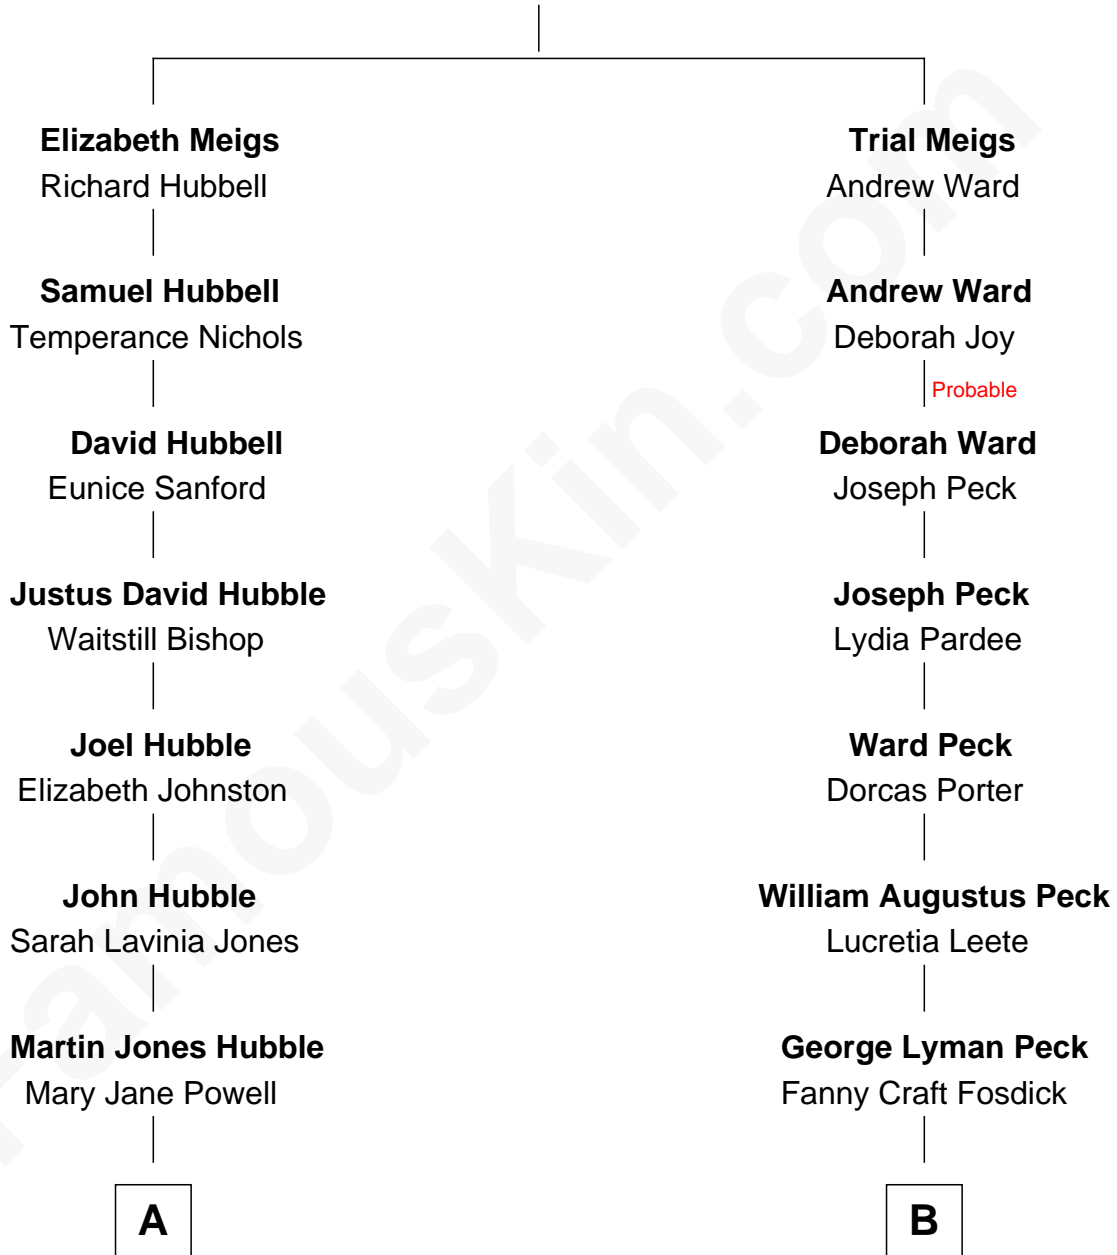 Elizabeth Meigs
Richard Hubbell
Trial Meigs
Andrew Ward
Samuel Hubbell
Temperance Nichols
Andrew Ward
Deborah Joy
Probable
David Hubbell
Eunice Sanford
Deborah Ward
Joseph Peck
Justus David Hubble
Waitstill Bishop
Joseph Peck
Lydia Pardee
Joel Hubble
Elizabeth Johnston
Ward Peck
Dorcas Porter
John Hubble
Sarah Lavinia Jones
William Augustus Peck
Lucretia Leete
Martin Jones Hubble
Mary Jane Powell
George Lyman Peck
Fanny Craft Fosdick
A
B
FamousKin.com